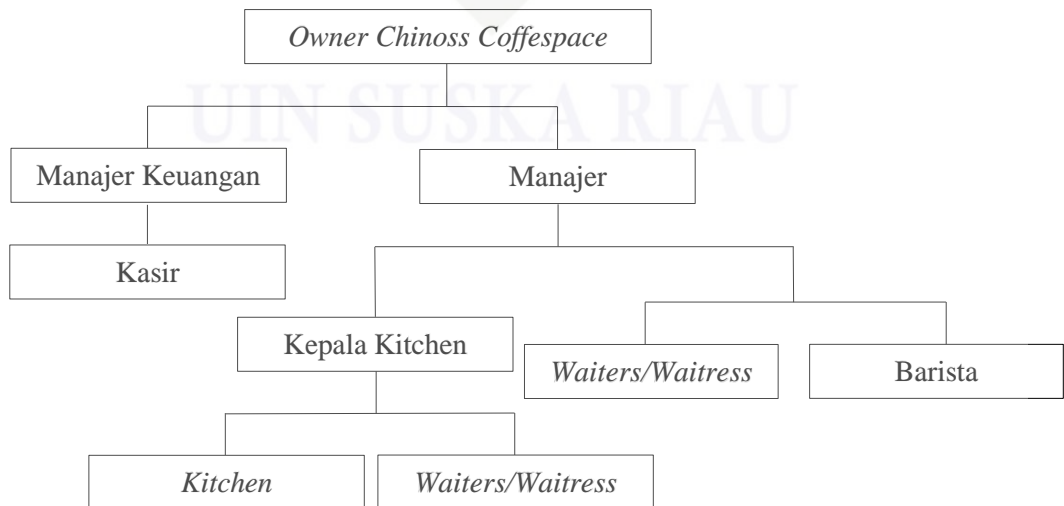 Owner Chinoss Coffespace
UIN SUSKA RIAU
Manajer Keuangan
Manajer
Kasir
Kepala Kitchen
Waiters/Waitress
Barista
Kitchen
Waiters/Waitress